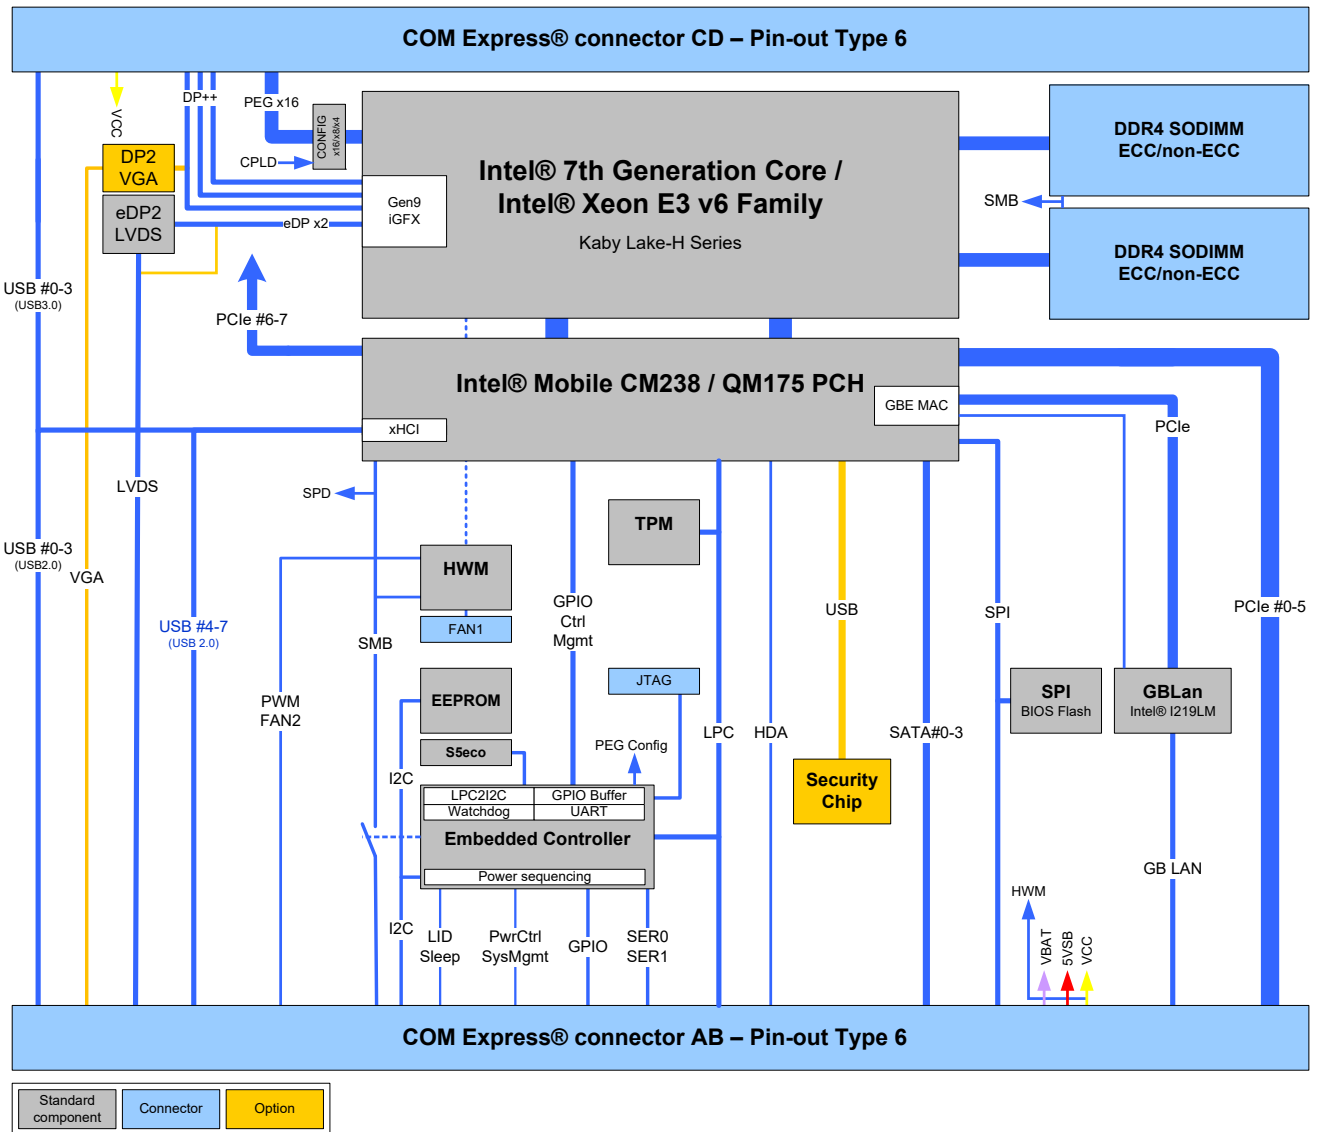 COM Express® connector CD – Pin-out Type 6
DP++
PEG x16
CONFIG
x16/x8/x4
CPLD
VCC
DP2
VGA
eDP2
LVDS
eDP x2
Gen9
iGFX
Intel® 7th Generation Core /
Intel® Xeon E3 v6 Family
Kaby Lake-H Series
DDR4 SODIMM
ECC/non-ECC
SMB
DDR4 SODIMM
ECC/non-ECC
USB #0-3
(USB3.0)
PCIe #6-7
Intel® Mobile CM238 / QM175 PCH
GBE MAC
xHCI
PCIe
LVDS
SPD
TPM
USB #0-3
(USB2.0)
VGA
HWM
FAN1
USB #4-7
(USB 2.0)
SMB
GPIO
Ctrl
Mgmt
USB
SPI
PCIe #0-5
PWM
FAN2
EEPROM
JTAG
SPI
BIOS Flash
GBLan
Intel® I219LM
S5eco
PEG Config
LPC
HDA
SATA#0-3
I2C
Security
Chip
LPC2I2C
GPIO Buffer
Watchdog
UART
Embedded Controller
Power sequencing
GB LAN
I2C
LID
Sleep
PwrCtrl
SysMgmt
GPIO
SER0
SER1
HWM
VBAT
5VSB
VCC
COM Express® connector AB – Pin-out Type 6
Standard
component
Connector
Option